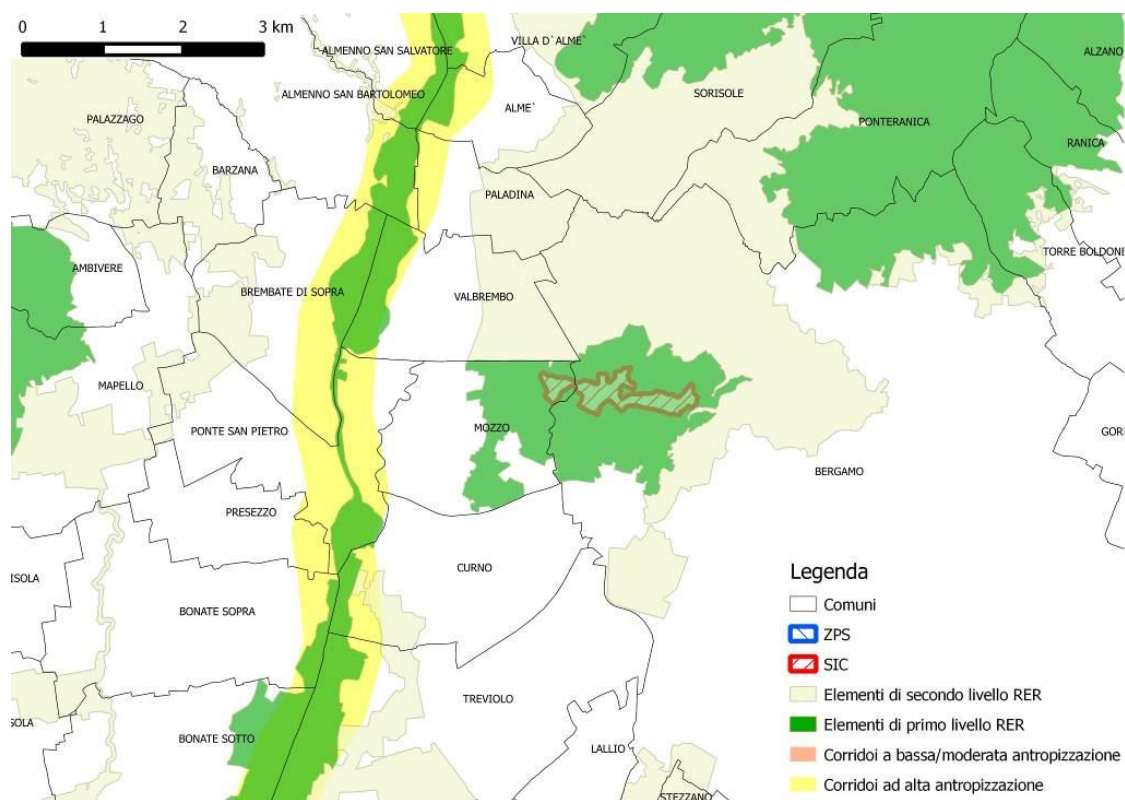 0 1 2 3 km
ALMENNO SAN SALVATORE
VILLA D`ALME`
ALZANO
ALMENNO SAN BARTOLOMEO
SORISOLE
ALME`
PALAZZAGO
PONTERANICA
RANICA
BARZANA
PALADINA
TORRE BOLDONE
AMBIVERE
BREMBATE DI SOPRA
VALBREMBO
MAPELLO
PONTE SAN PIETRO
MOZZO
GORI
BERGAMO
PRESEZZO
CURNO
ISOLA
BONATE SOPRA
TREVIOLO
SOLA
BONATE SOTTO
LALLIO
STEZZANO
Legenda
Comuni
ZPS
SIC
Elementi di secondo livello RER
Elementi di primo livello RER
Corridoi a bassa/moderata antropizzazione
Corridoi ad alta antropizzazione